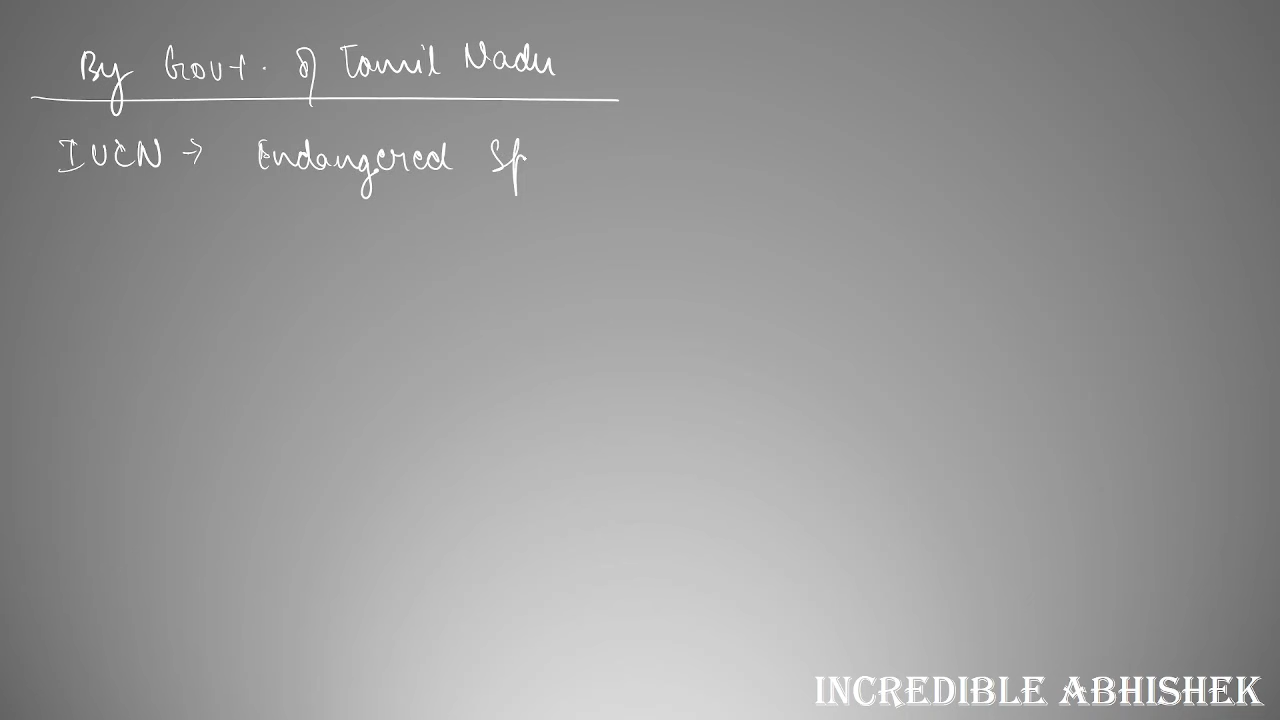 By Govt. of Tamil Nadu
IUCN → Endangered Sp
INCREDIBLE ABHISHEK